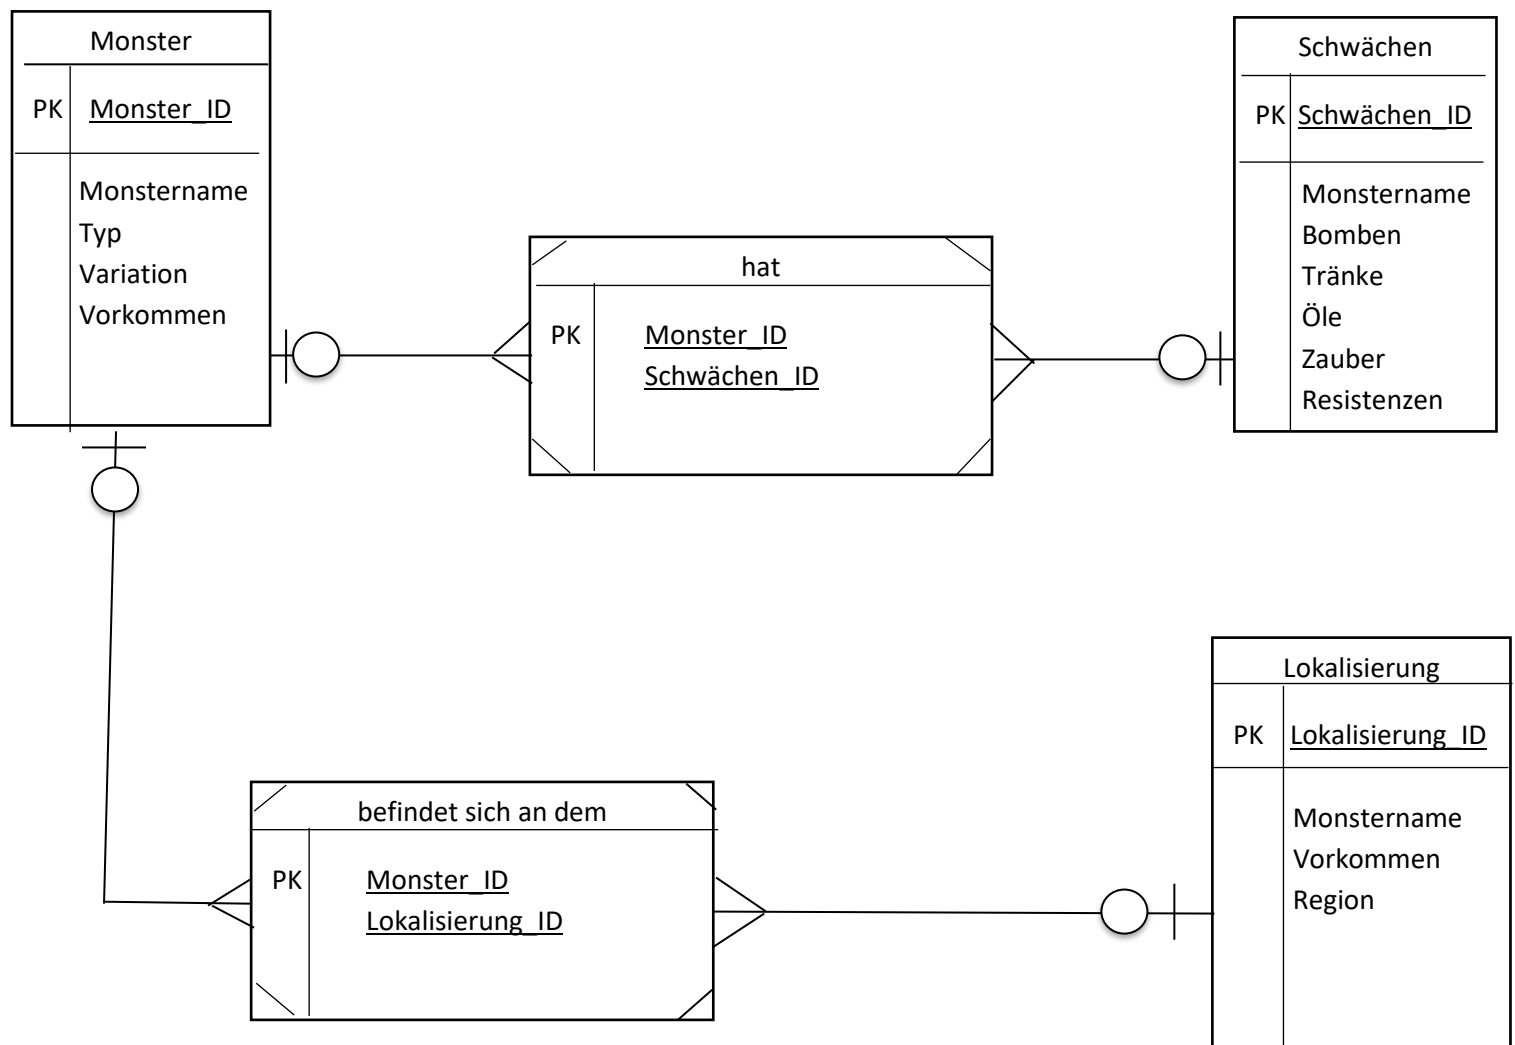 Monster
PK Monster_ID
Monstername
Typ
Variation
Vorkommen
Schwächen
PK Schwächen_ID
Monstername
Bomben
Tränke
Öle
Zauber
Resistenzen
hat
PK Monster_ID
Schwächen_ID
befindet sich an dem
PK Monster_ID
Lokalisierung_ID
Lokalisierung
PK Lokalisierung_ID
Monstername
Vorkommen
Region